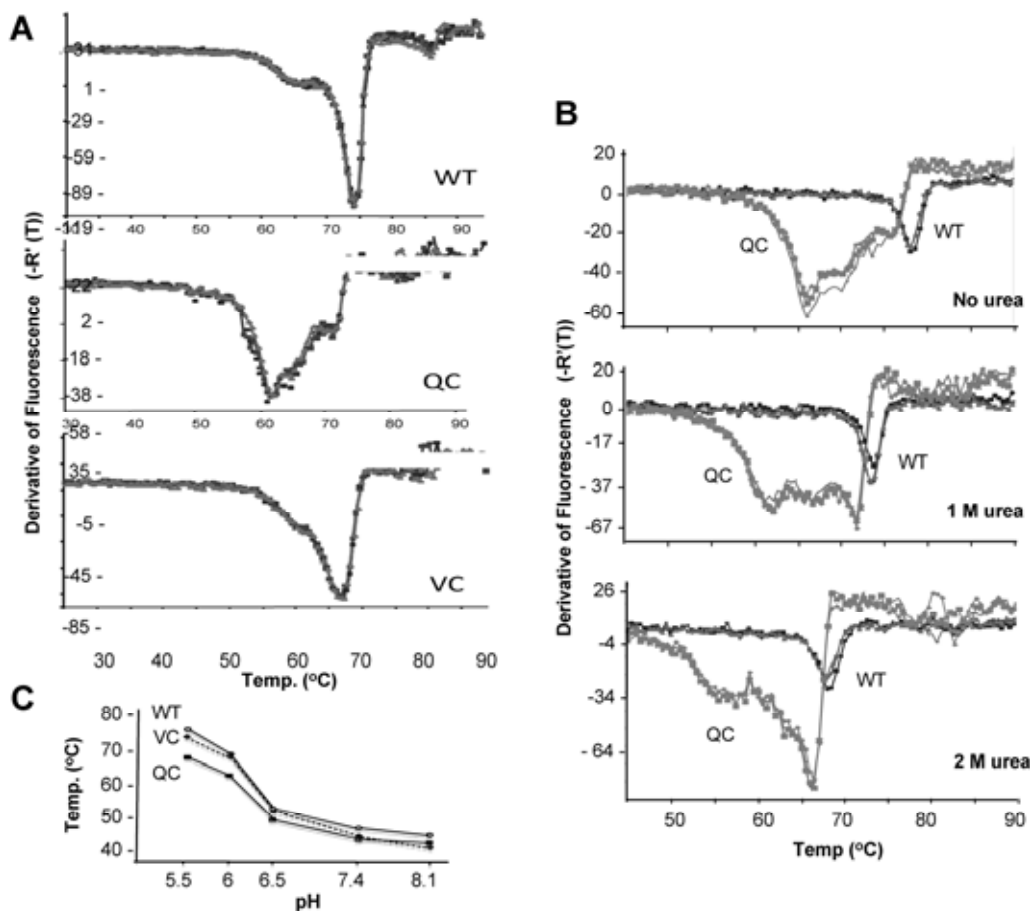 A
31 -
1 -
-29 -
-59 -
-89 -
-119 -
WT
30 40 50 60 70 80 90
22 -
2 -
-18 -
-38 -
QC
30 40 50 60 70 80 90
58 -
35 -
-5 -
-45 -
-85 -
VC
30 40 50 60 70 80 90
Temp. (ºC)
Derivative of Fluorescence (-R' (T))
B
20
0
-20
-40
-60
QC
WT
No urea
20
0
-17
-37
-67
QC
WT
1 M urea
26
-4
-34
-64
QC
WT
2 M urea
50 60 70 80 90
Temp (ºC)
Derivative of Fluorescence (-R'(T))
C
80 -
70 -
60 -
50 -
40 -
WT
VC
QC
Temp. (ºC)
5.5 6 6.5 7.4 8.1
pH